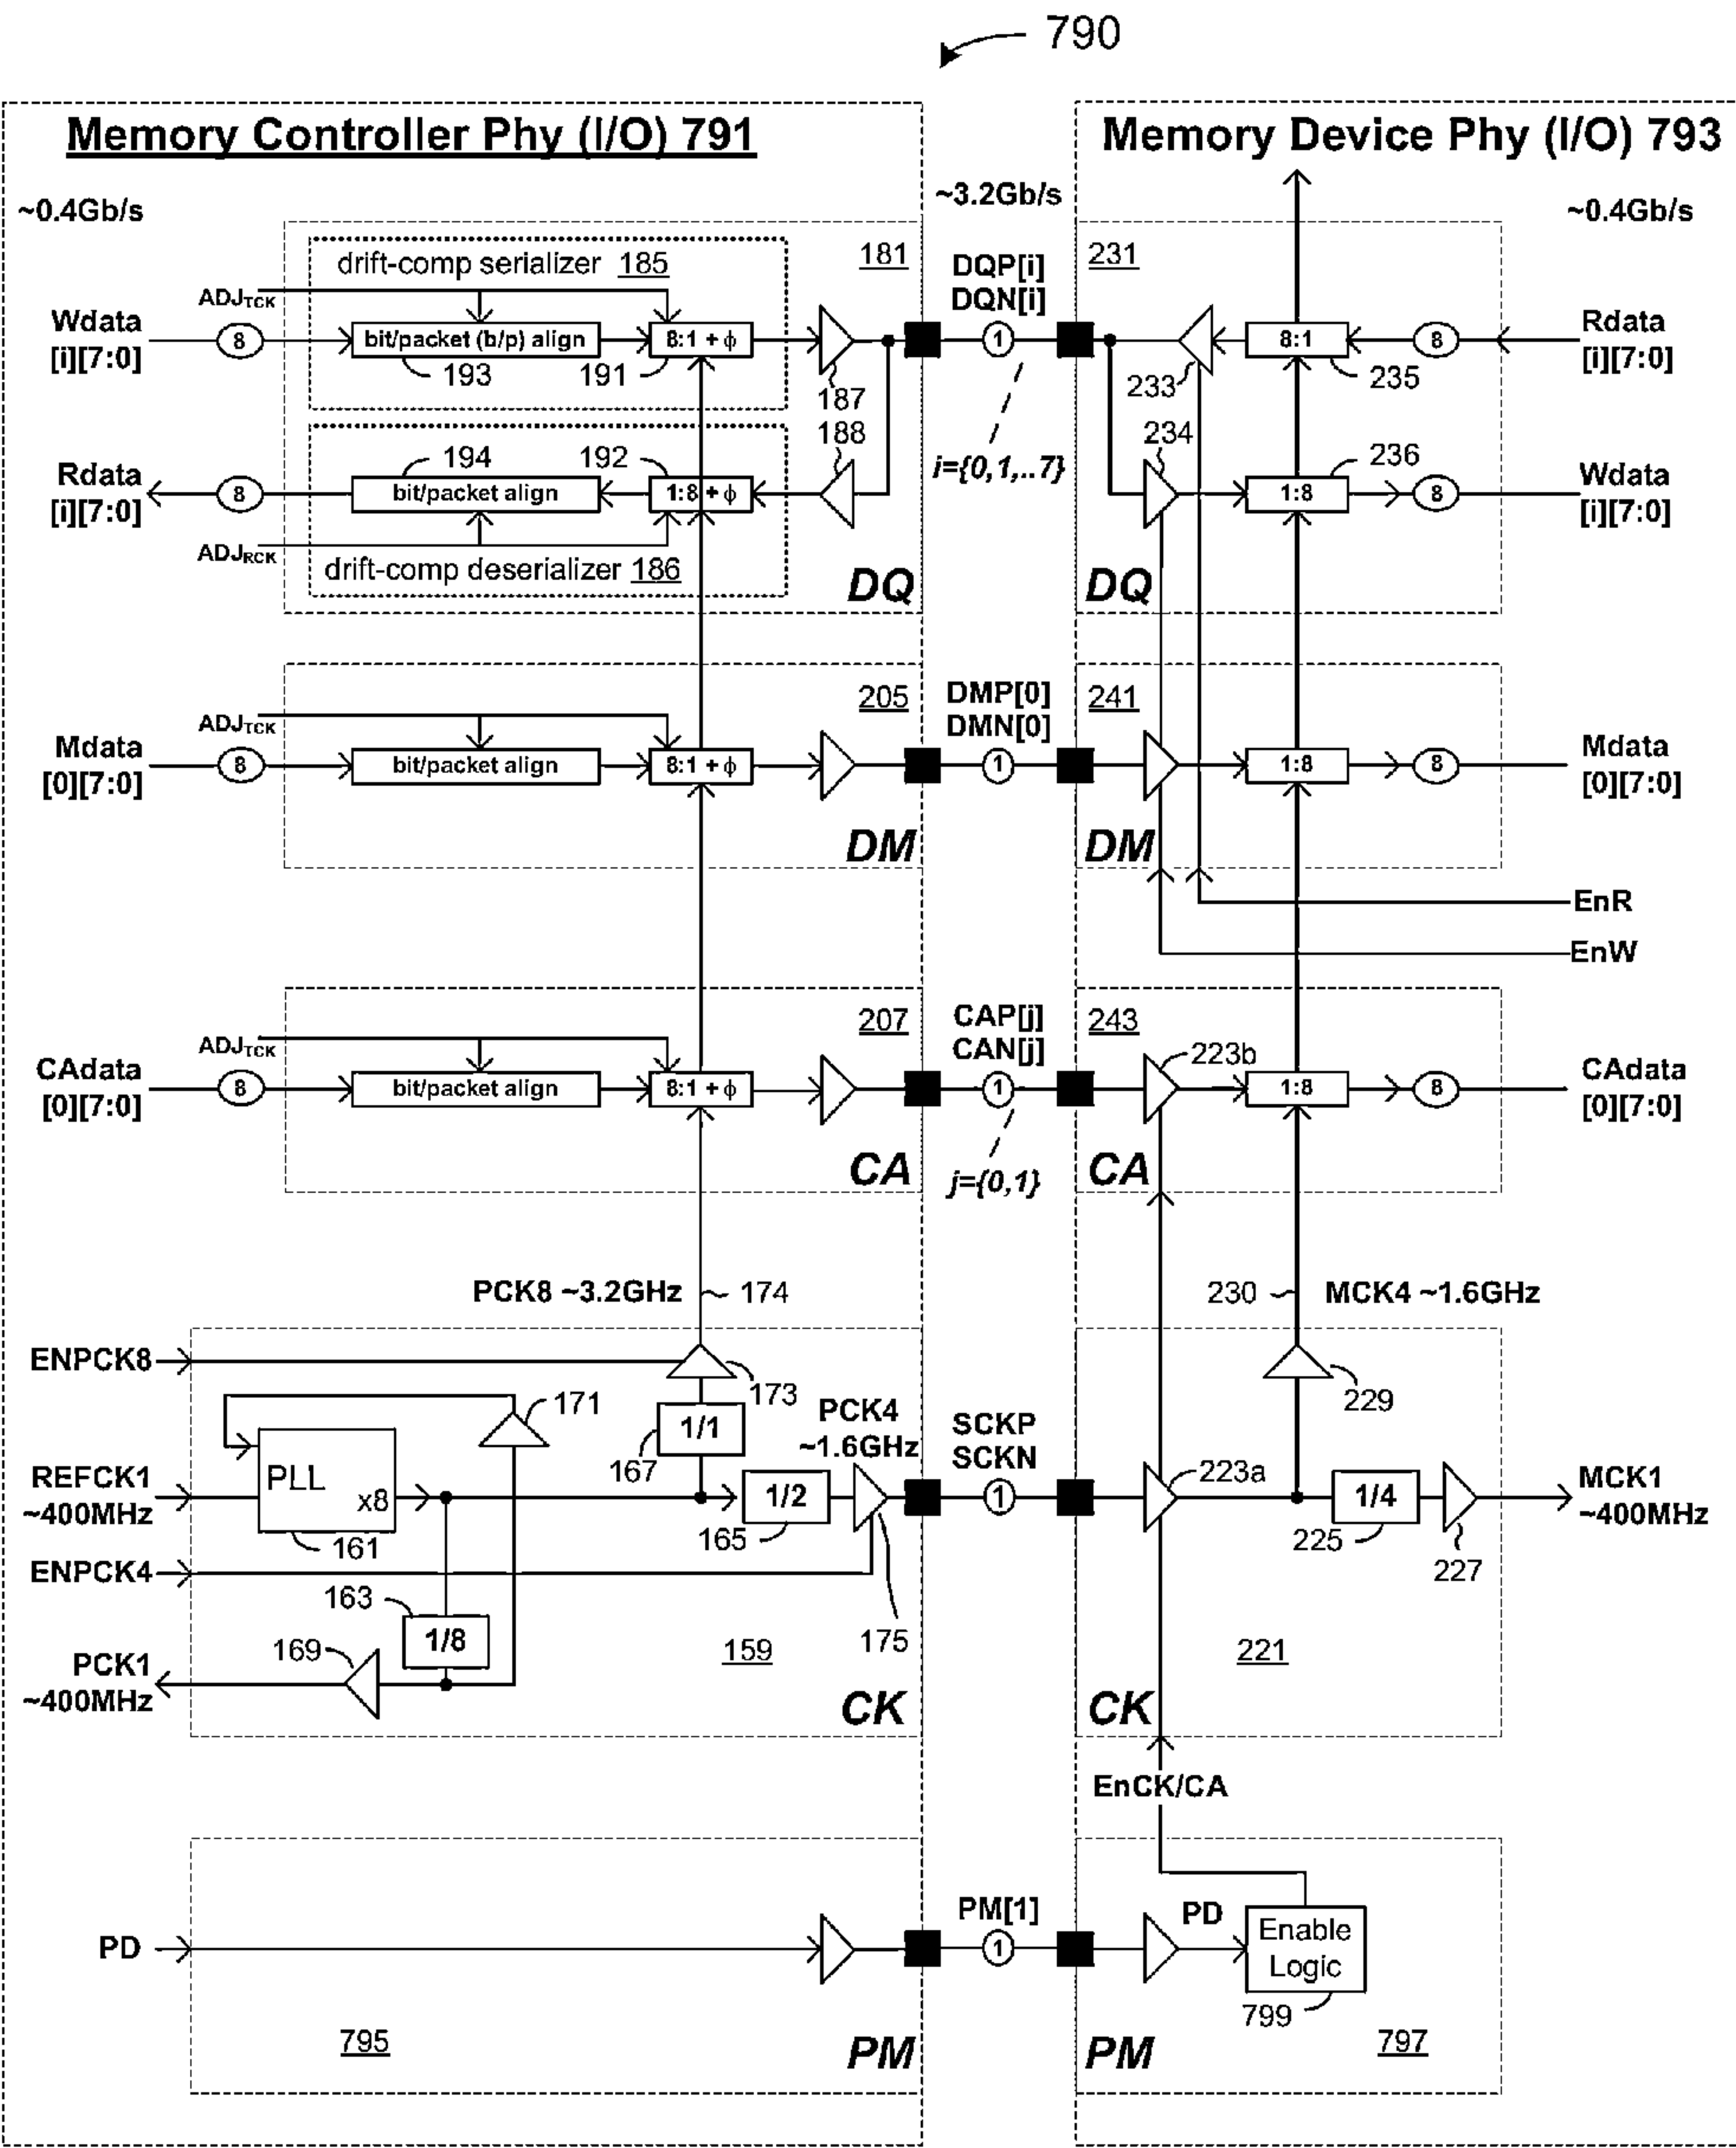 790
Memory Controller Phy (I/O) 791
Memory Device Phy (I/O) 793
~0.4Gb/s
~3.2Gb/s
~0.4Gb/s
drift-comp serializer 185
181
DQP[i]
DQN[i]
231
ADJTCK
Wdata
[i][7:0]
8
bit/packet (b/p) align
8:1 + ϕ
1
8:1
8
Rdata
[i][7:0]
193
191
187
233
235
188
234
194
192
i={0,1,..7}
236
Rdata
[i][7:0]
8
bit/packet align
1:8 + ϕ
1:8
8
Wdata
[i][7:0]
ADJRCK
drift-comp deserializer 186
DQ
DQ
205
DMP[0]
DMN[0]
241
ADJTCK
Mdata
[0][7:0]
8
bit/packet align
8:1 + ϕ
1
1:8
8
Mdata
[0][7:0]
DM
DM
EnR
EnW
207
CAP[j]
CAN[j]
243
ADJTCK
223b
CAdata
[0][7:0]
8
bit/packet align
8:1 + ϕ
1
1:8
8
CAdata
[0][7:0]
CA
j={0,1}
CA
PCK8 ~3.2GHz
174
230
MCK4 ~1.6GHz
ENPCK8
173
229
171
PCK4
~1.6GHz
1/1
167
SCKP
SCKN
223a
REFCK1
~400MHz
PLL
x8
1/2
1
1/4
MCK1
~400MHz
161
165
225
227
ENPCK4
163
1/8
175
169
159
221
PCK1
~400MHz
CK
CK
EnCK/CA
PD
PM[1]
1
PD
Enable
Logic
799
795
PM
PM
797